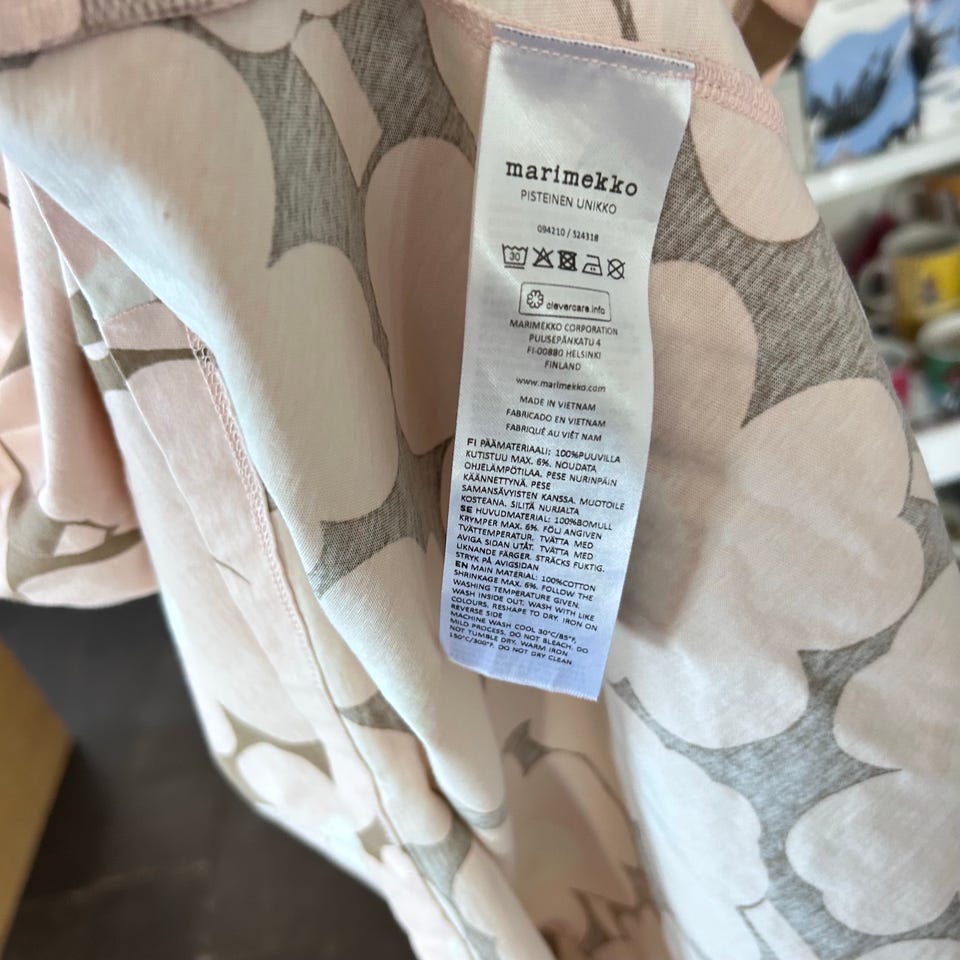 marimekko
PISTEINEN UNIKKO
094210 / 524318
30
clevercare.info
MARIMEKKO CORPORATION
PUUSEPÄNKATU 4
FI-00880 HELSINKI
FINLAND
www.marimekko.com
MADE IN VIETNAM
FABRICADO EN VIETNAM
FABRIQUÉ AU VIÊT NAM
FI PÄÄMATERIAALI: 100%PUUVILLA
KUTISTUU MAX. 6%. NOUDATA
OHJELÄMPÖTILAA. PESE NURINPÄIN
KÄÄNNETTYNÄ. PESE
SAMANSÄVYISTEN KANSSA. MUOTOILE
KOSTEANA. SILITÄ NURJALTA
SE HUVUDMATERIAL: 100%BOMULL
KRYMPER MAX. 6%. FÖLJ ANGIVEN
TVÄTTEMPERATUR. TVÄTTA MED
AVIGA SIDAN UTÅT. TVÄTTA MED
LIKNANDE FÄRGER. STRÄCKS FUKTIG.
STRYK PÅ AVIGSIDAN
EN MAIN MATERIAL: 100%COTTON
SHRINKAGE MAX. 6%. FOLLOW THE
WASHING TEMPERATURE GIVEN.
WASH INSIDE OUT. WASH WITH LIKE
COLOURS. RESHAPE TO DRY. IRON ON
REVERSE SIDE
MACHINE WASH COOL 30°C/85°F,
MILD PROCESS. DO NOT BLEACH. DO
NOT TUMBLE DRY. WARM IRON
150°C/300°F. DO NOT DRY CLEAN